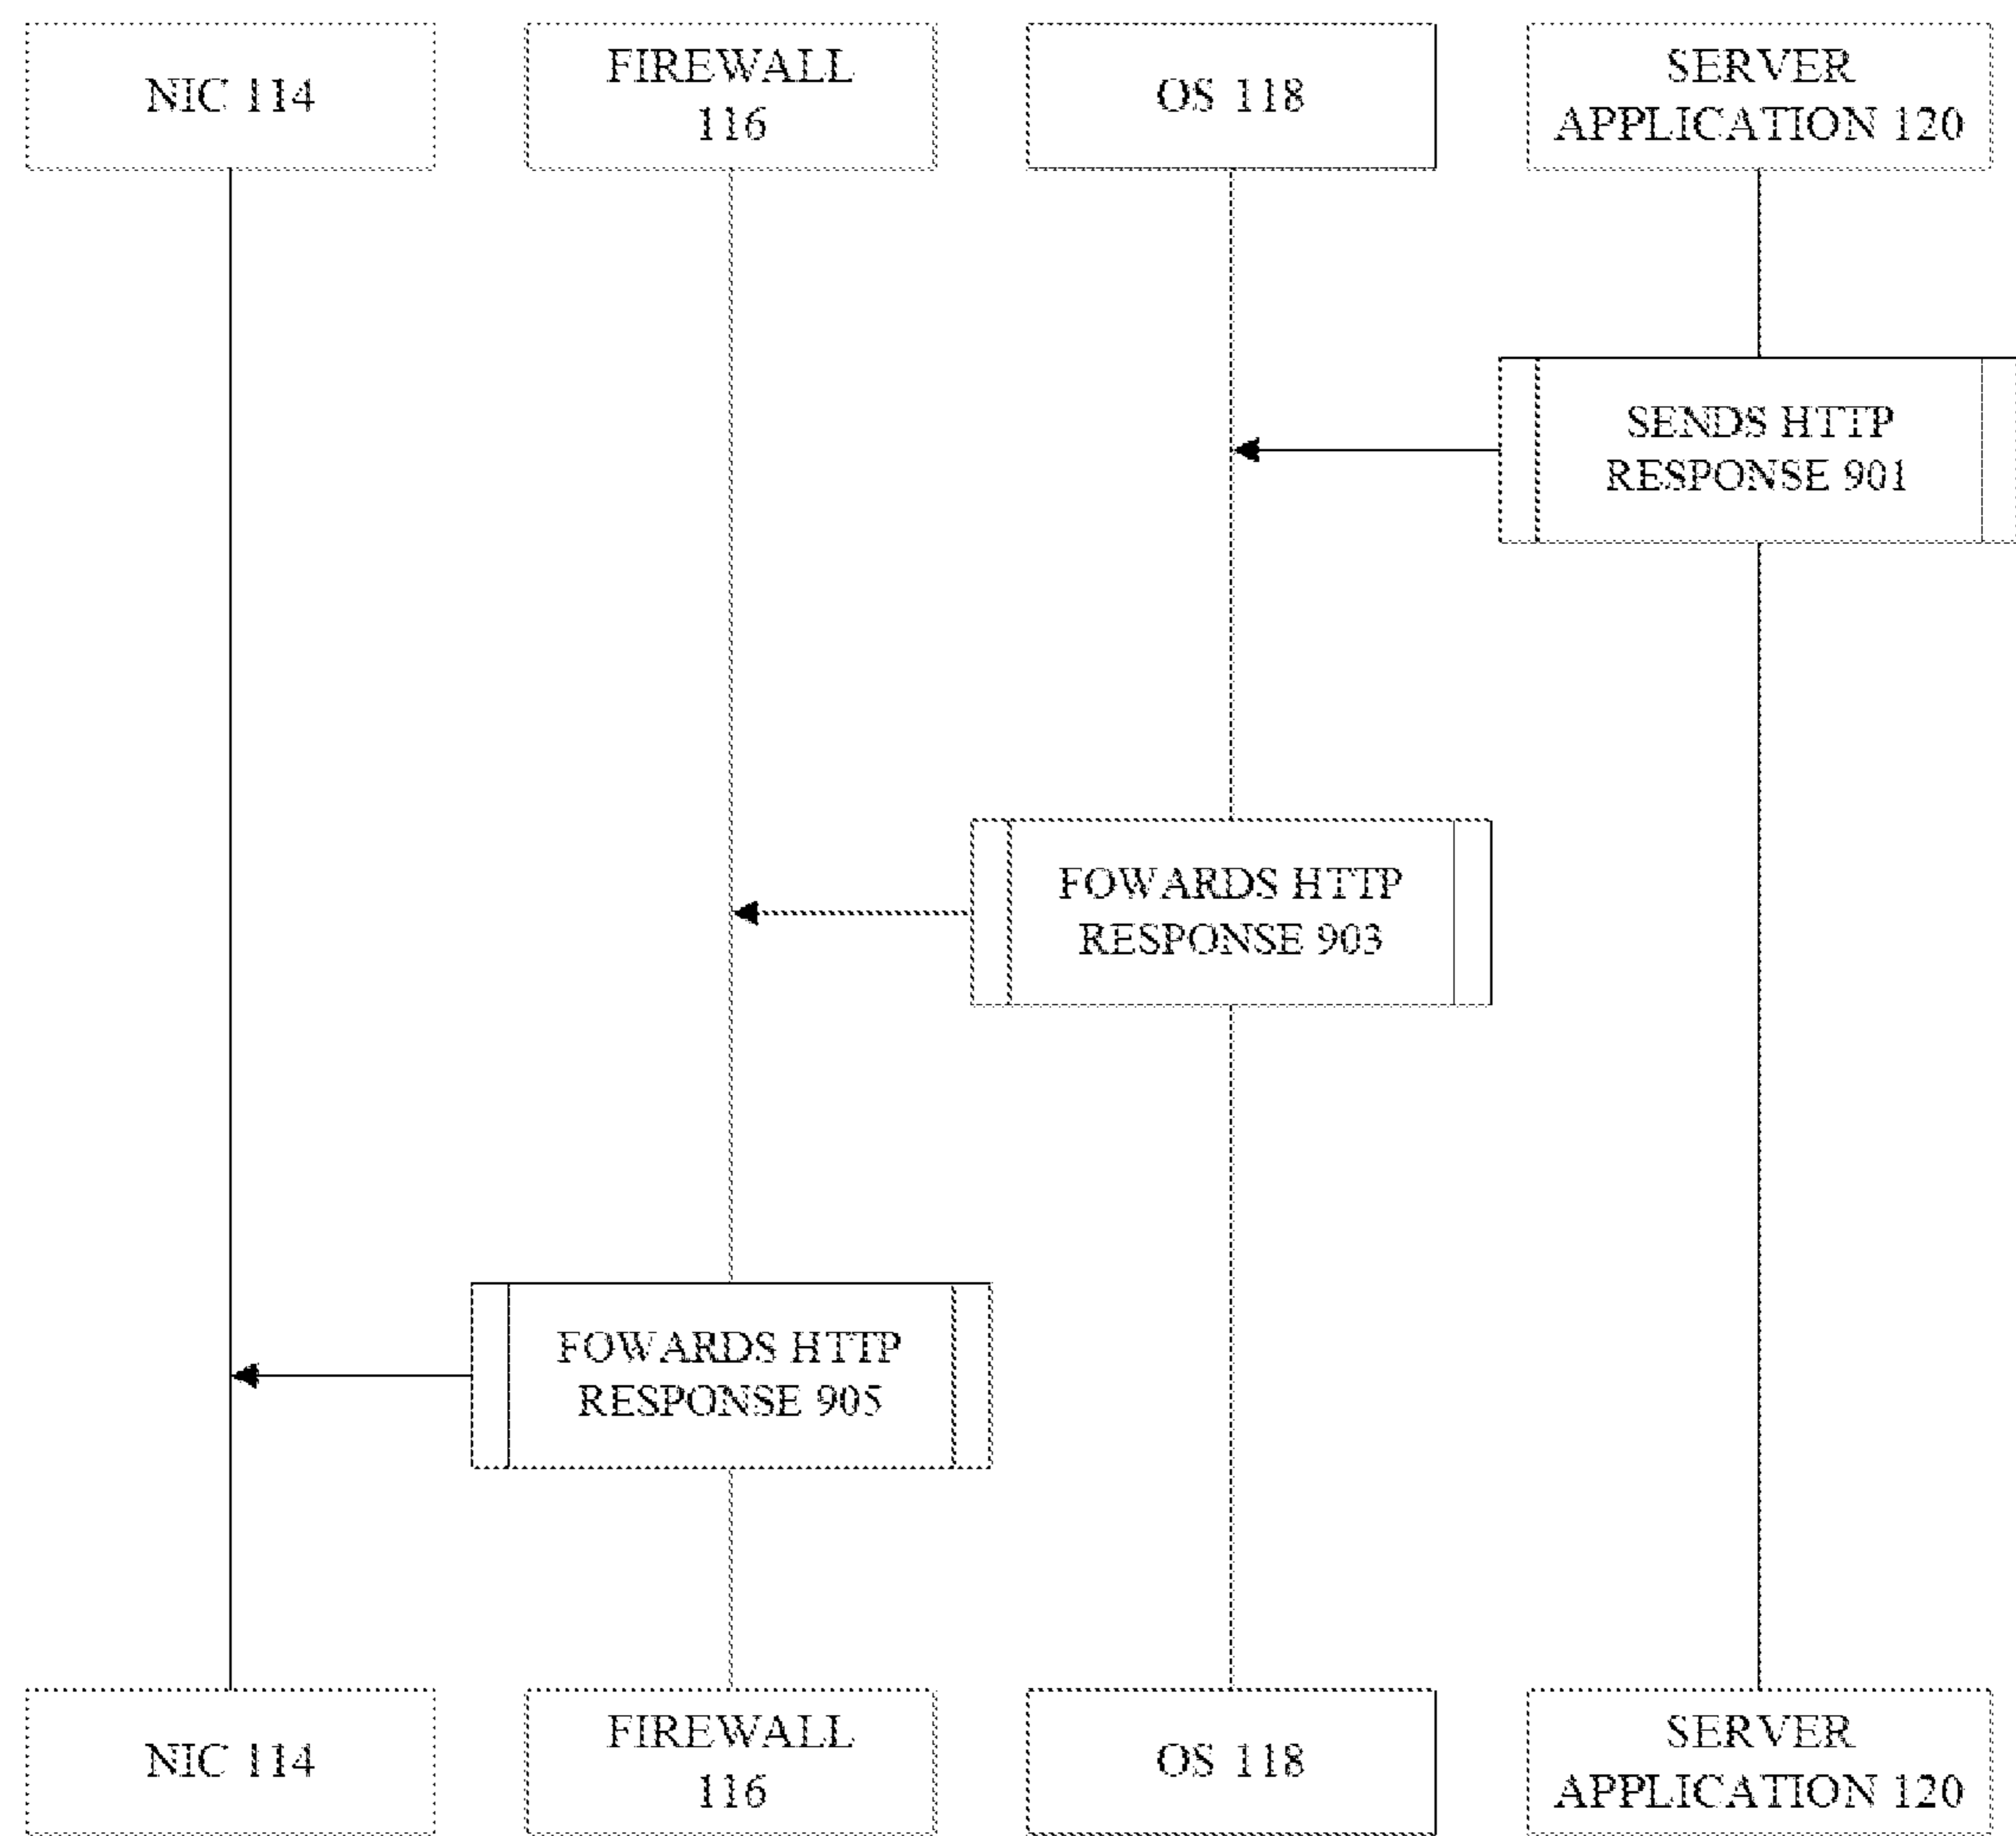 NIC 114
FIREWALL
116
OS 118
SERVER
APPLICATION 120
SENDS HTTP
RESPONSE 901
FOWARDS HTTP
RESPONSE 903
FOWARDS HTTP
RESPONSE 905
NIC 114
FIREWALL
116
OS 118
SERVER
APPLICATION 120